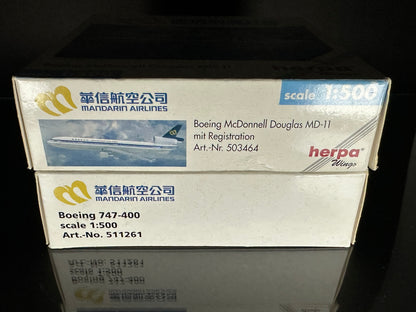 華信航空公司
MANDARIN AIRLINES
scale 1:500
Boeing McDonnell Douglas MD-11
mit Registration
Art.-Nr. 503464
herpa
Wings
華信航空公司
MANDARIN AIRLINES
Boeing 747-400
scale 1:500
Art.-No. 511261